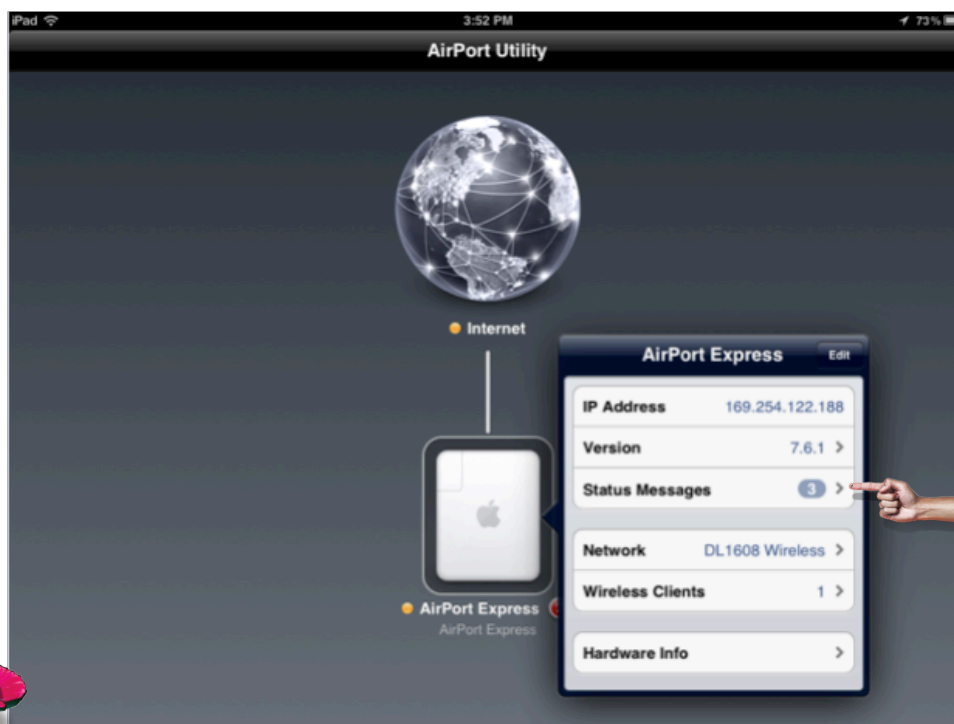 iPad 3:52 PM 73%
AirPort Utility
Internet
AirPort Express Edit
IP Address 169.254.122.188
Version 7.6.1
Status Messages 3
Network DL1608 Wireless
Wireless Clients 1
Hardware Info
AirPort Express
AirPort Express